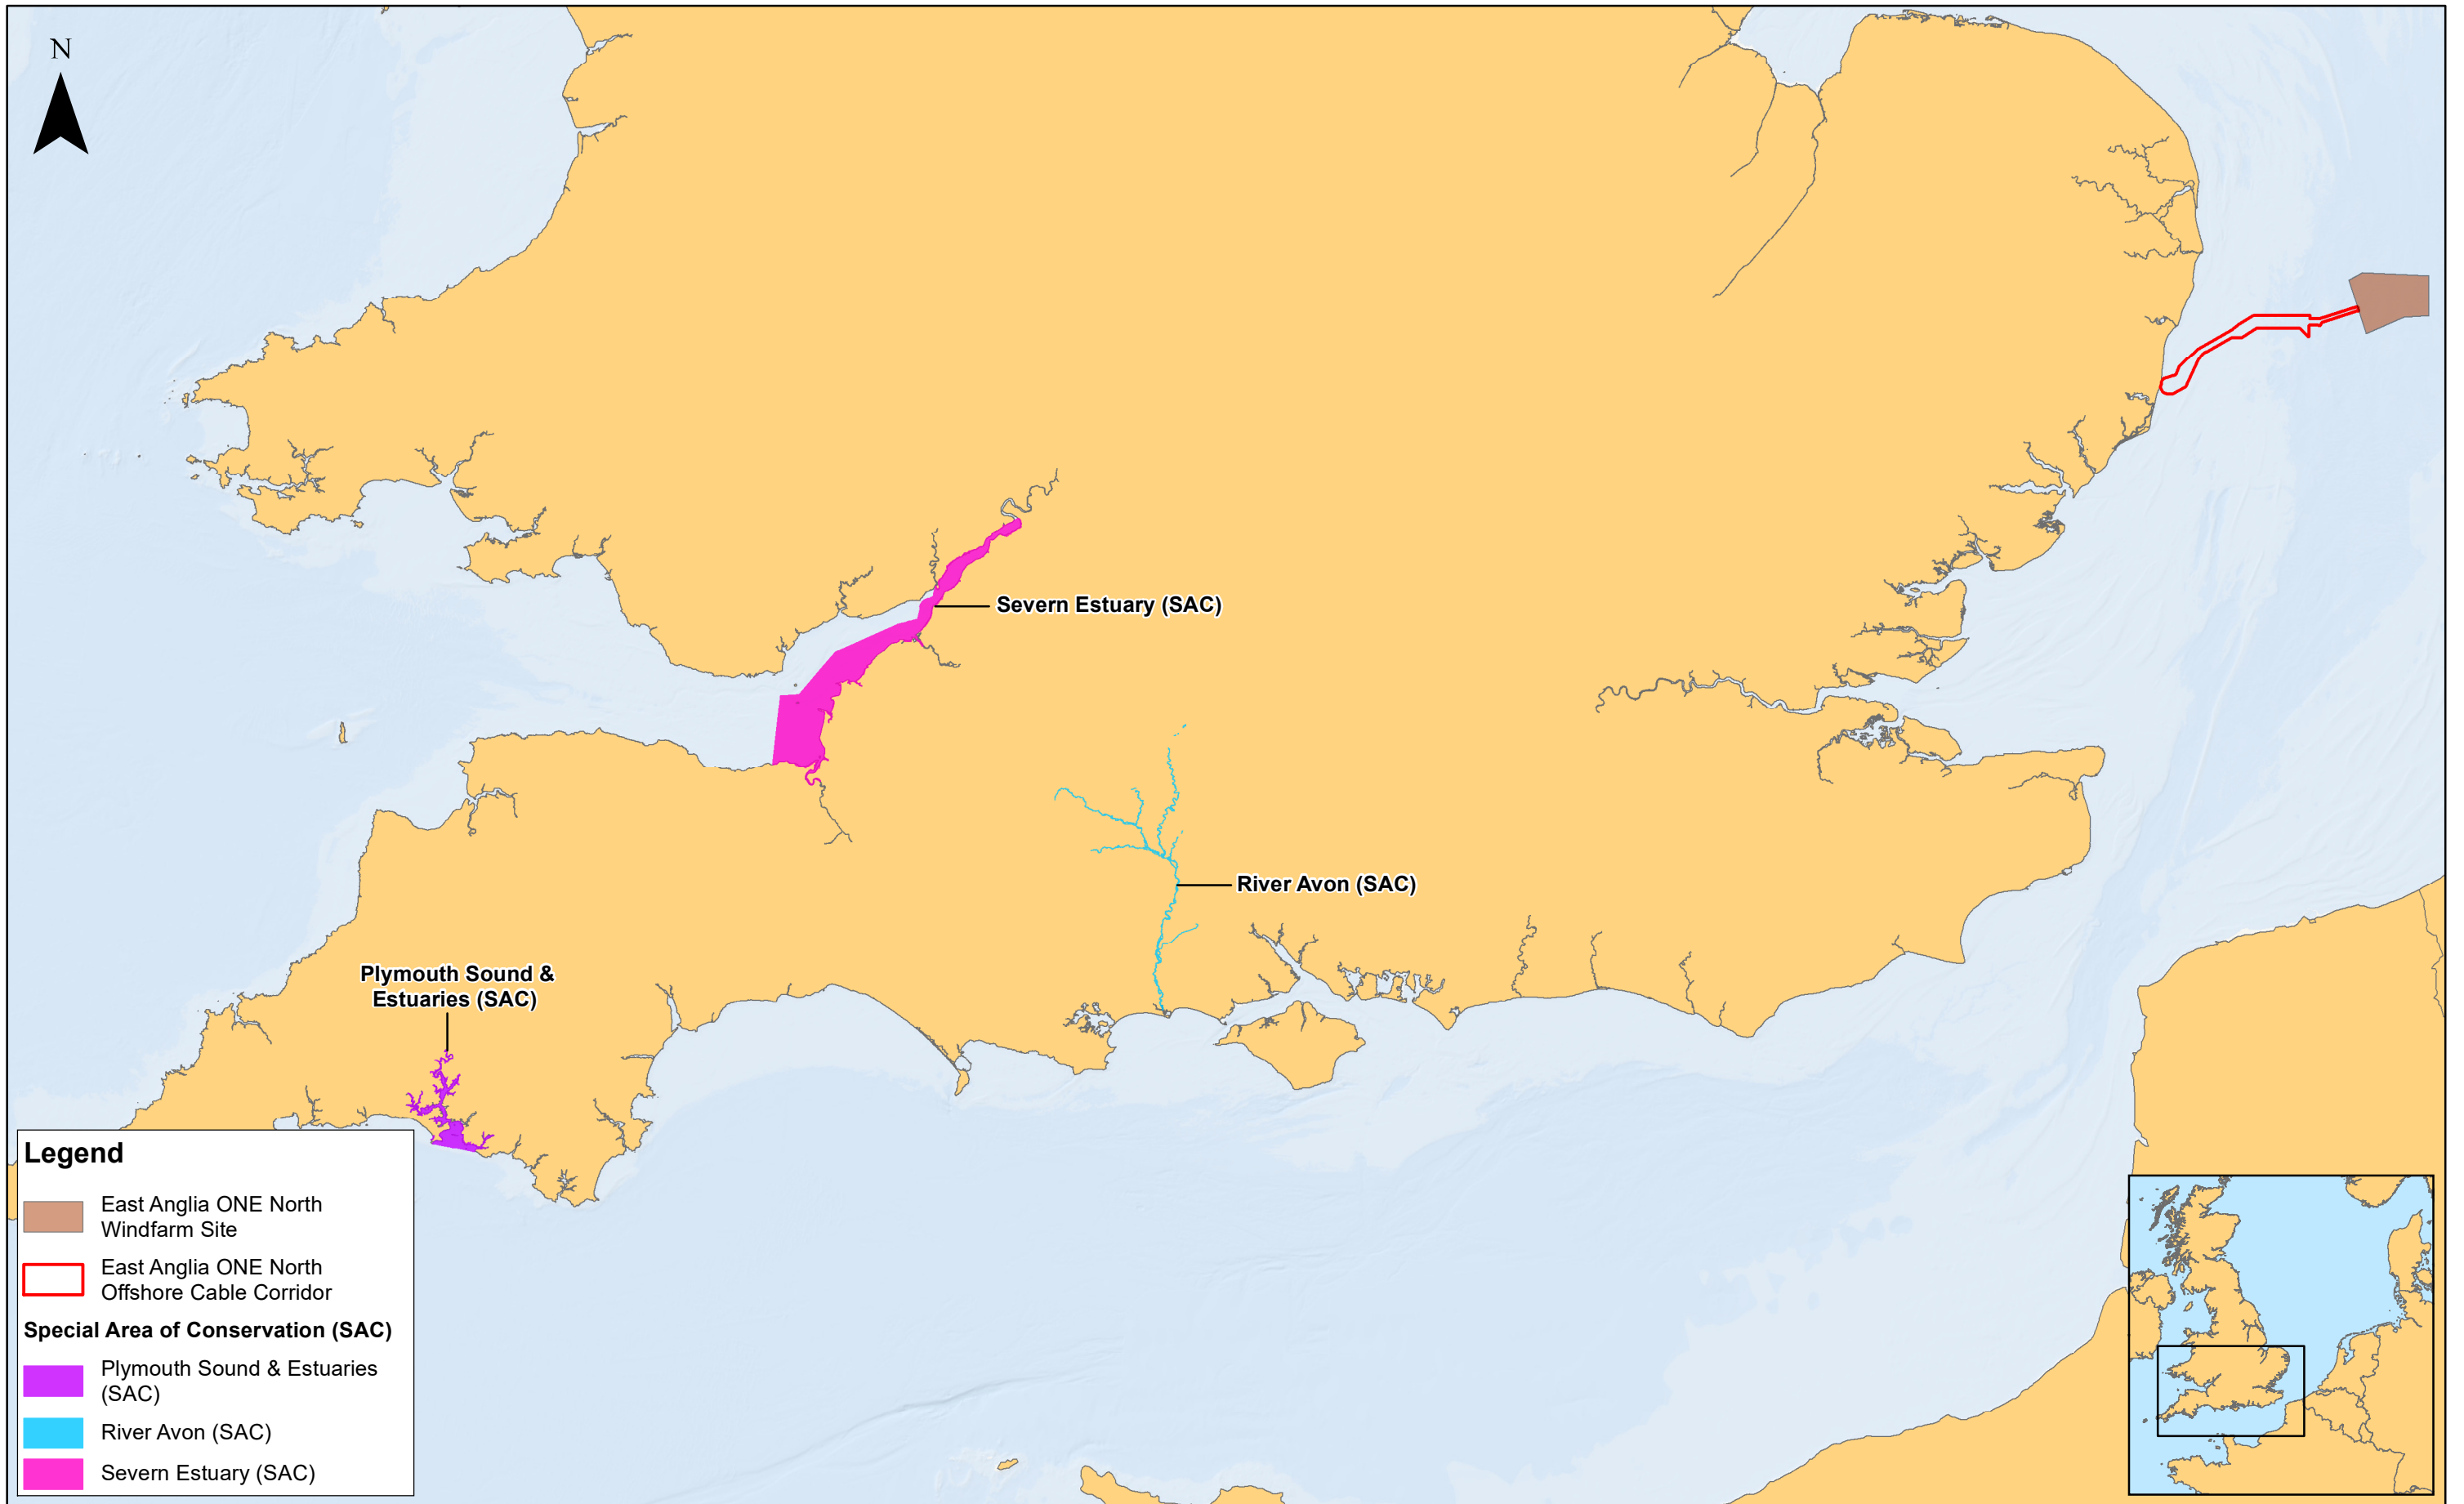 N
Severn Estuary (SAC)
River Avon (SAC)
Plymouth Sound &
Estuaries (SAC)
Legend
East Anglia ONE North
Windfarm Site
East Anglia ONE North
Offshore Cable Corridor
Special Area of Conservation (SAC)
Plymouth Sound & Estuaries
(SAC)
River Avon (SAC)
Severn Estuary (SAC)